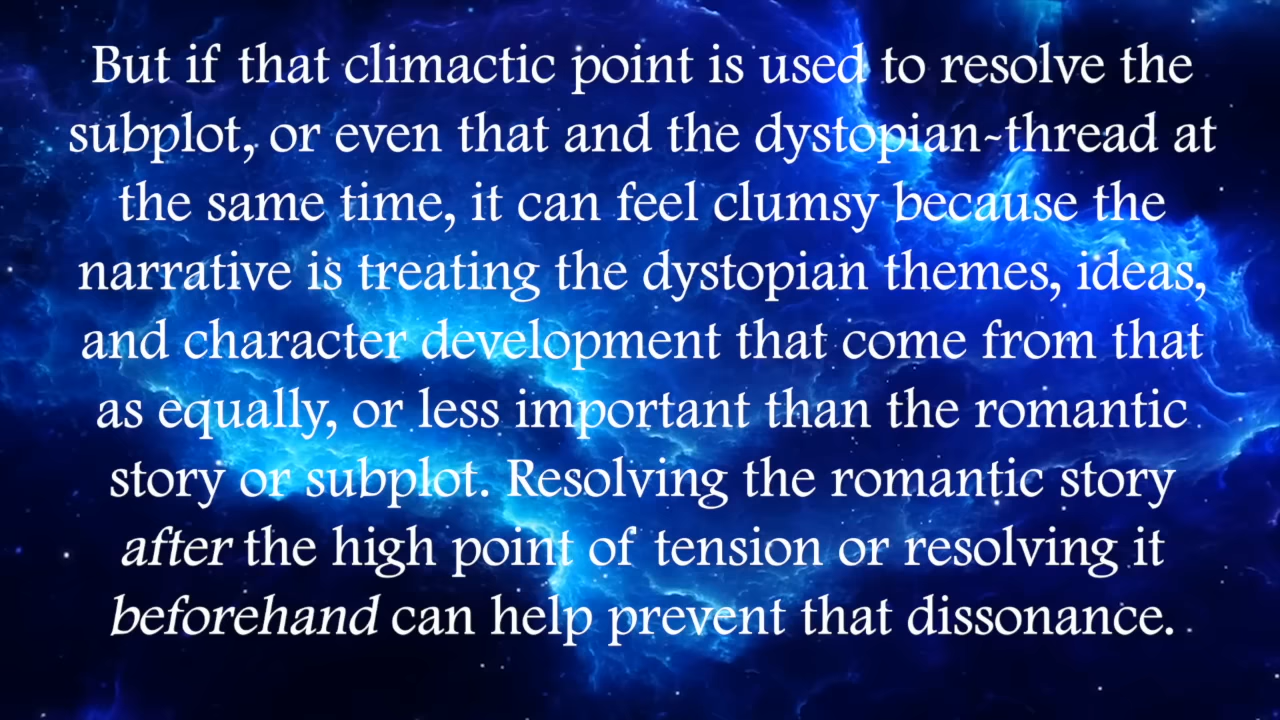 But if that climactic point is used to resolve the
subplot, or even that and the dystopian-thread at
the same time, it can feel clumsy because the
narrative is treating the dystopian themes, ideas,
and character development that come from that
as equally, or less important than the romantic
story or subplot. Resolving the romantic story
after the high point of tension or resolving it
beforehand can help prevent that dissonance.